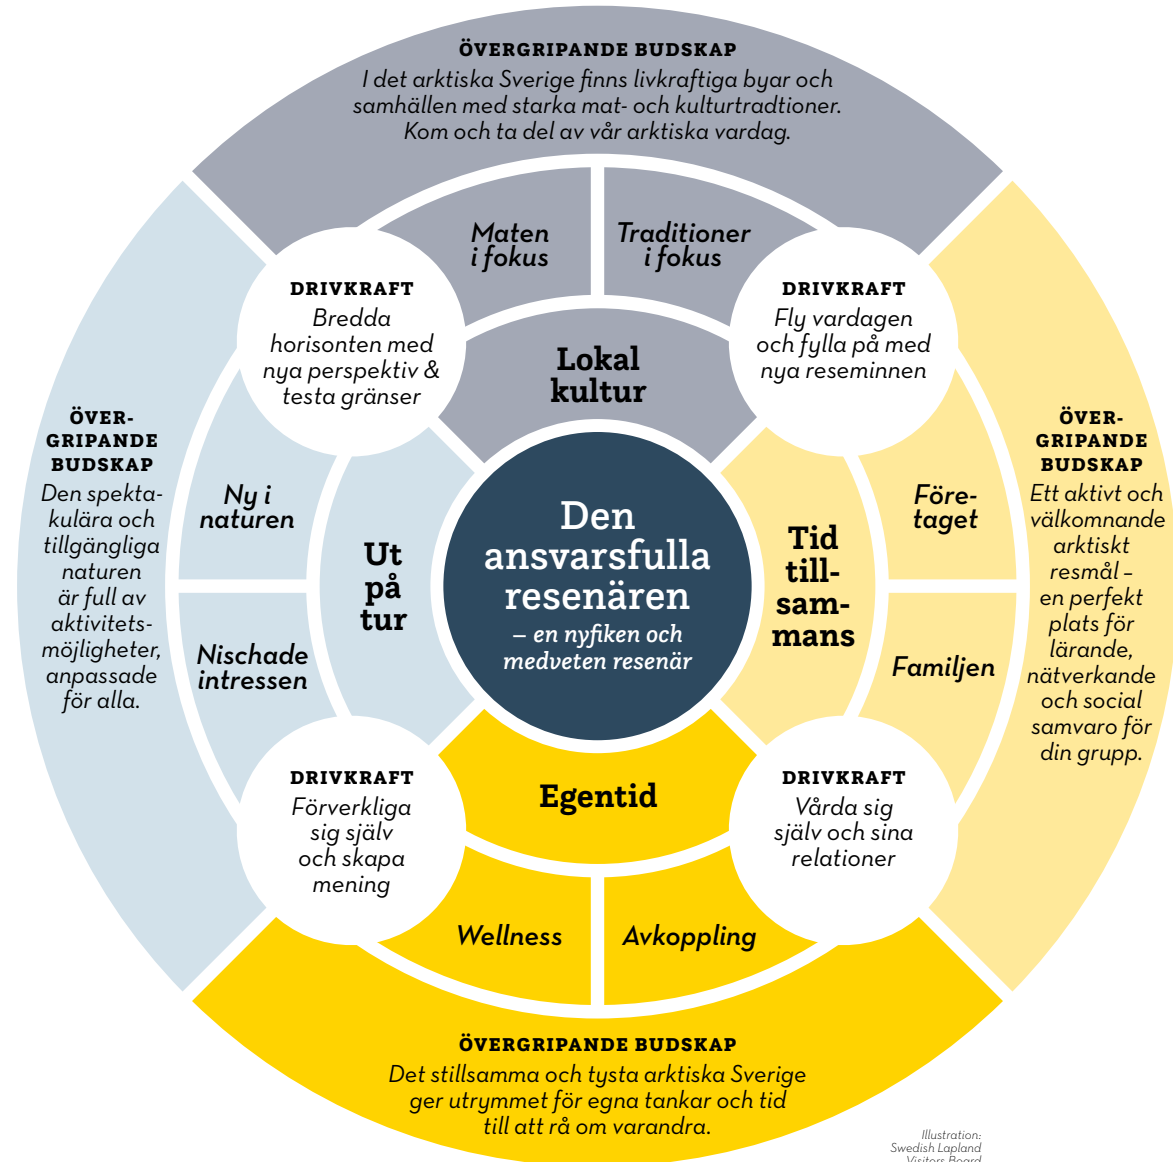 ÖVERGRIPANDE BUDSKAP
I det arktiska Sverige finns livkraftiga byar och
samhällen med starka mat- och kulturtradtioner.
Kom och ta del av vår arktiska vardag.
Maten
i fokus
Traditioner
i fokus
DRIVKRAFT
Bredda
horisonten med
nya perspektiv &
testa gränser
DRIVKRAFT
Fly vardagen
och fylla på med
nya reseminnen
Lokal
kultur
ÖVER-
GRIPANDE
BUDSKAP
Den spekta-
kulära och
tillgängliga
naturen
är full av
aktivitets-
möjligheter,
anpassade
för alla.
Ny i
naturen
Nischade
intressen
Ut
på
tur
Den
ansvarsfulla
resenären
– en nyfiken och
medveten resenär
Tid
till-
sam-
mans
Före-
taget
Familjen
ÖVER-
GRIPANDE
BUDSKAP
Ett aktivt och
välkomnande
arktiskt
resmål –
en perfekt
plats för
lärande,
nätverkande
och social
samvaro för
din grupp.
DRIVKRAFT
Förverkliga
sig själv
och skapa
mening
Egentid
DRIVKRAFT
Vårda sig
själv och sina
relationer
Wellness
Avkoppling
ÖVERGRIPANDE BUDSKAP
Det stillsamma och tysta arktiska Sverige
ger utrymmet för egna tankar och tid
till att rå om varandra.
Illustration:
Swedish Lapland
Visitors Board